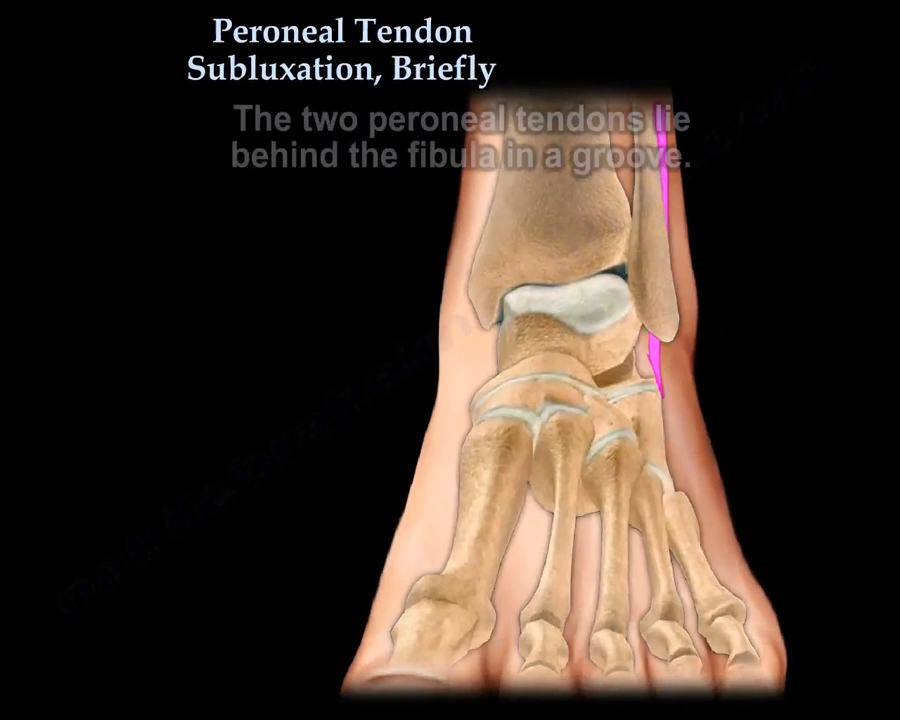 Peroneal Tendon
Subluxation, Briefly
The two peroneal tendons lie
behind the fibula in a groove.